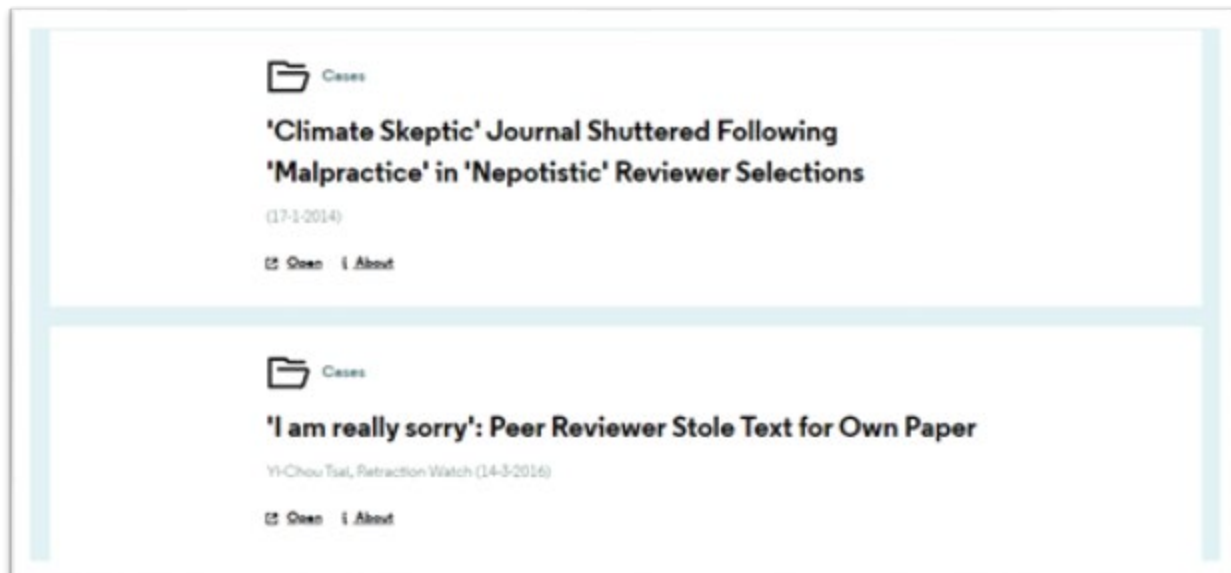 Cases
'Climate Skeptic' Journal Shuttered Following
'Malpractice' in 'Nepotistic' Reviewer Selections
(17-1-2014)
Open i About
Cases
'I am really sorry': Peer Reviewer Stole Text for Own Paper
Yi-Chou Tsai, Retraction Watch (14-3-2016)
Open i About